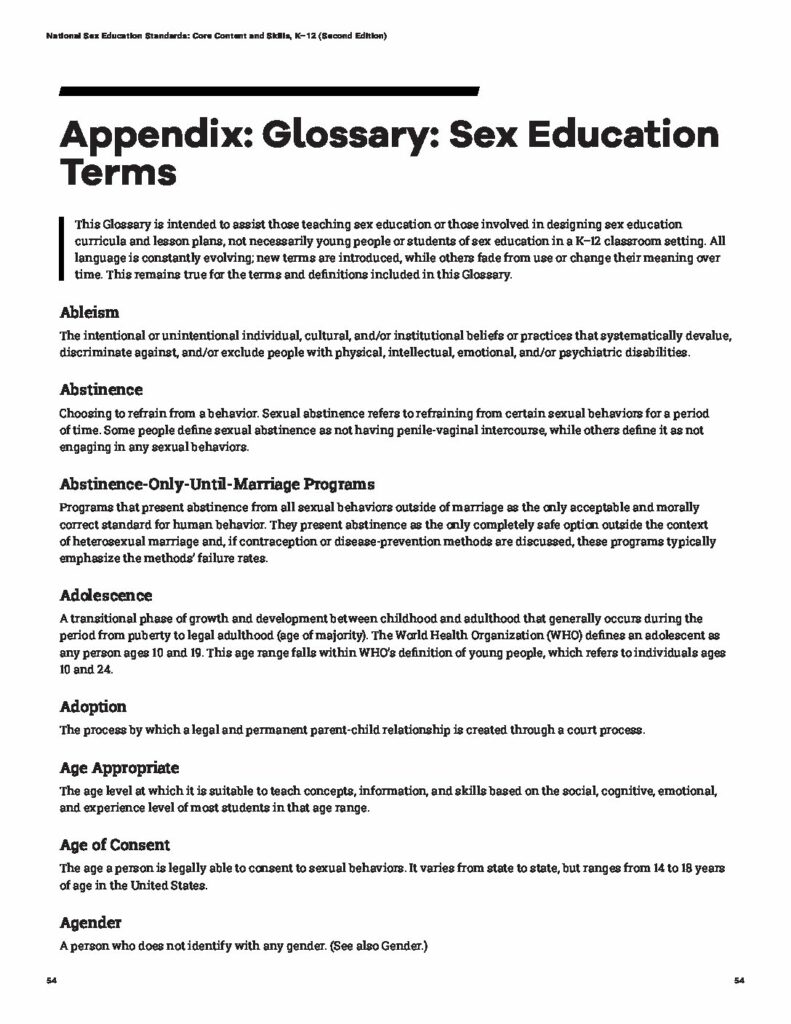 National Sex Education Standards: Core Content and Skills, K–12 (Second Edition)
Appendix: Glossary: Sex Education
Terms
This Glossary is intended to assist those teaching sex education or those involved in designing sex education
curricula and lesson plans, not necessarily young people or students of sex education in a K–12 classroom setting. All
language is constantly evolving; new terms are introduced, while others fade from use or change their meaning over
time. This remains true for the terms and definitions included in this Glossary.
Ableism
The intentional or unintentional individual, cultural, and/or institutional beliefs or practices that systematically devalue,
discriminate against, and/or exclude people with physical, intellectual, emotional, and/or psychiatric disabilities.
Abstinence
Choosing to refrain from a behavior. Sexual abstinence refers to refraining from certain sexual behaviors for a period
of time. Some people define sexual abstinence as not having penile-vaginal intercourse, while others define it as not
engaging in any sexual behaviors.
Abstinence-Only-Until-Marriage Programs
Programs that present abstinence from all sexual behaviors outside of marriage as the only acceptable and morally
correct standard for human behavior. They present abstinence as the only completely safe option outside the context
of heterosexual marriage and, if contraception or disease-prevention methods are discussed, these programs typically
emphasize the methods' failure rates.
Adolescence
A transitional phase of growth and development between childhood and adulthood that generally occurs during the
period from puberty to legal adulthood (age of majority). The World Health Organization (WHO) defines an adolescent as
any person ages 10 and 19. This age range falls within WHO's definition of young people, which refers to individuals ages
10 and 24.
Adoption
The process by which a legal and permanent parent-child relationship is created through a court process.
Age Appropriate
The age level at which it is suitable to teach concepts, information, and skills based on the social, cognitive, emotional,
and experience level of most students in that age range.
Age of Consent
The age a person is legally able to consent to sexual behaviors. It varies from state to state, but ranges from 14 to 18 years
of age in the United States.
Agender
A person who does not identify with any gender. (See also Gender.)
54 54